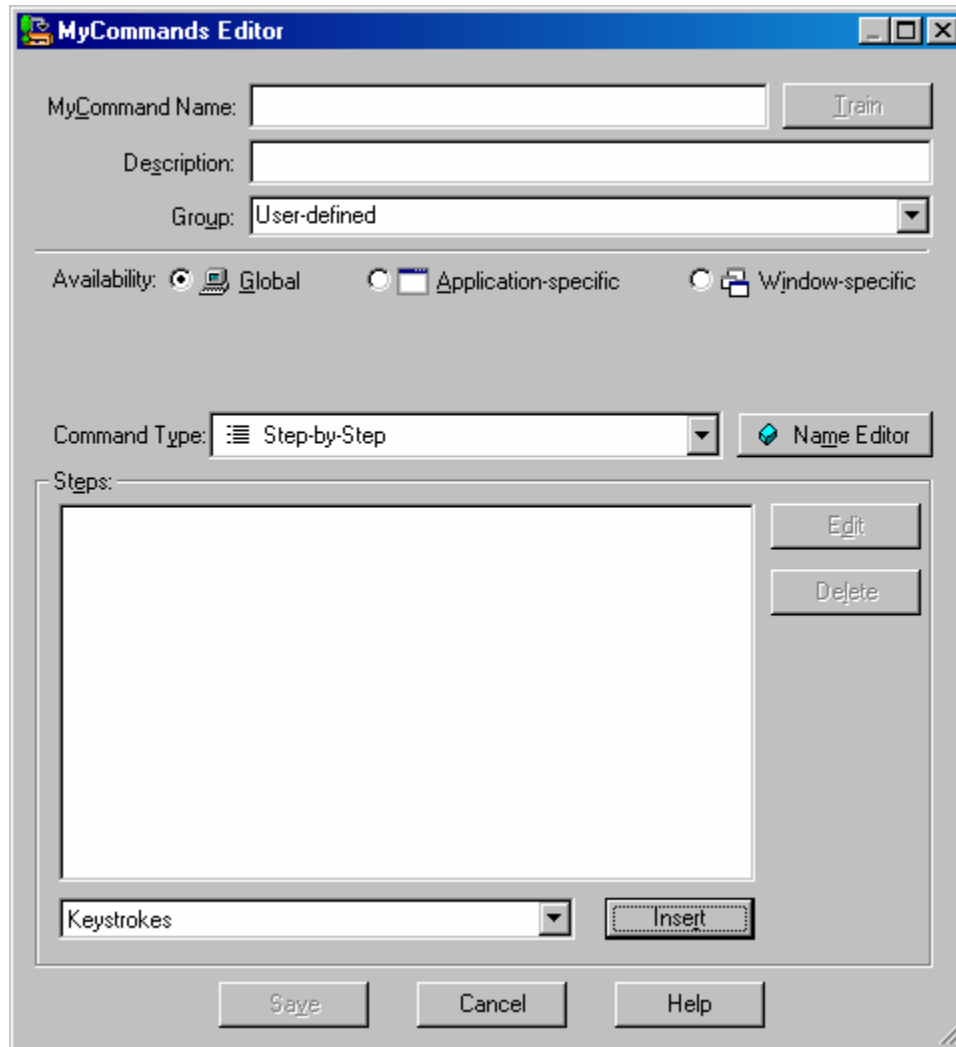 MyCommands Editor
MyCommand Name: Train
Description:
Group: User-defined
Availability: Global Application-specific Window-specific
Command Type: Step-by-Step Name Editor
Steps:
Edit
Delete
Keystrokes Insert
Save Cancel Help